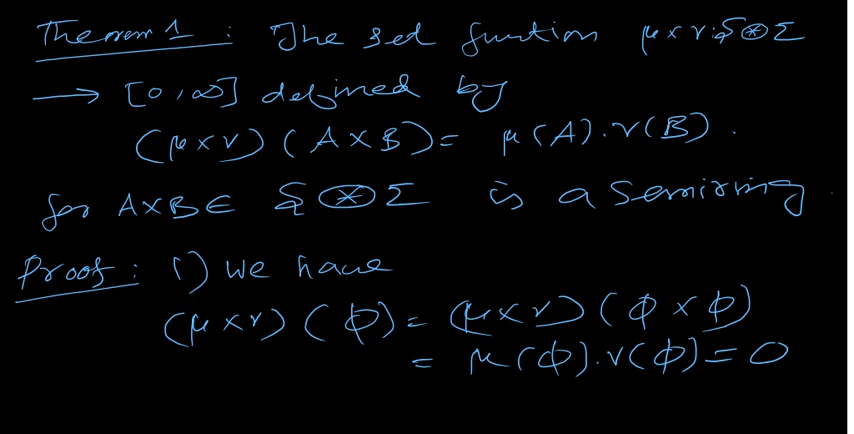 Theorem 1 : The set function μ×ν: S⊛Σ
→ [0,∞] defined by
(μ×ν)(A×B) = μ(A).ν(B).
for A×B ∈ S⊛Σ is a semiring
Proof : 1) we have
(μ×ν)(ϕ) = (μ×ν)(ϕ×ϕ)
= μ(ϕ).ν(ϕ) = 0